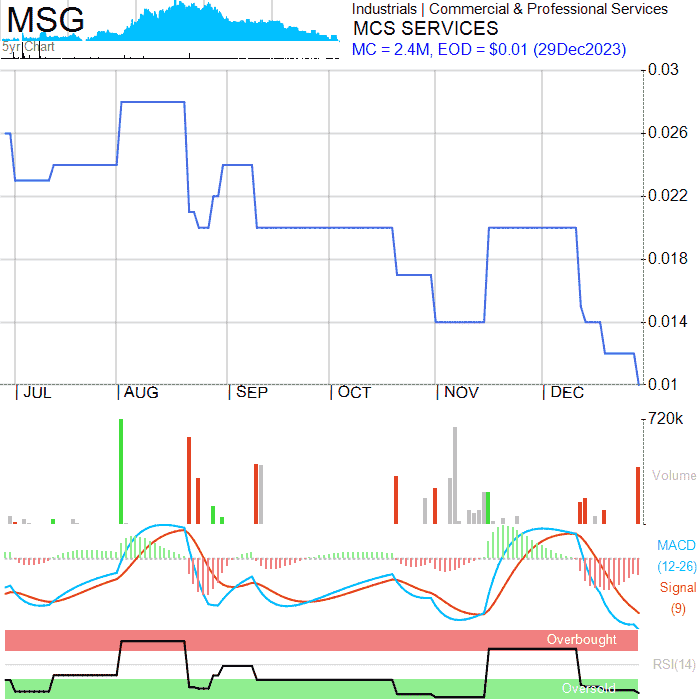 MSG
Industrials | Commercial & Professional Services
MCS SERVICES
5yr Chart
MC = 2.4M, EOD = $0.01 (29Dec2023)
0.03
0.026
0.022
0.018
0.014
0.01
JUL AUG SEP OCT NOV DEC
720k
Volume
MACD
(12-26)
Signal
(9)
Overbought
RSI(14)
Oversold